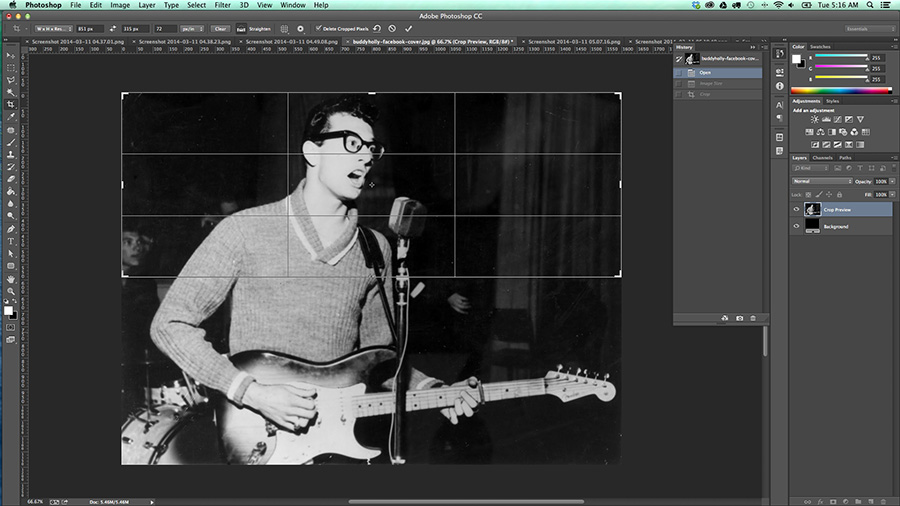 Photoshop File Edit Image Layer Type Select Filter 3D View Window Help Tue 5:16 AM
Adobe Photoshop CC
W x H x Res... 851 px 315 px 72 px/in Clear Straighten Delete Cropped Pixels Essentials
Screenshot 2014-03-11 04.37.01.png Screenshot 2014-03-11 04.38.23.png Screenshot 2014-03-11 04.49.08.png buddyholly-facebook-cover.jpg @ 66.7% (Crop Preview, RGB/8#) * Screenshot 2014-03-11 05.07.16.png
History
buddyholly-facebook-cov...
Open
Image Size
Crop
Color Swatches
R 255
G 255
B 255
Adjustments Styles
Add an adjustment
Layers Channels Paths
Kind
Normal Opacity: 100%
Lock: Fill: 100%
Crop Preview
Background
66.67% Doc: 5.46M/5.46M